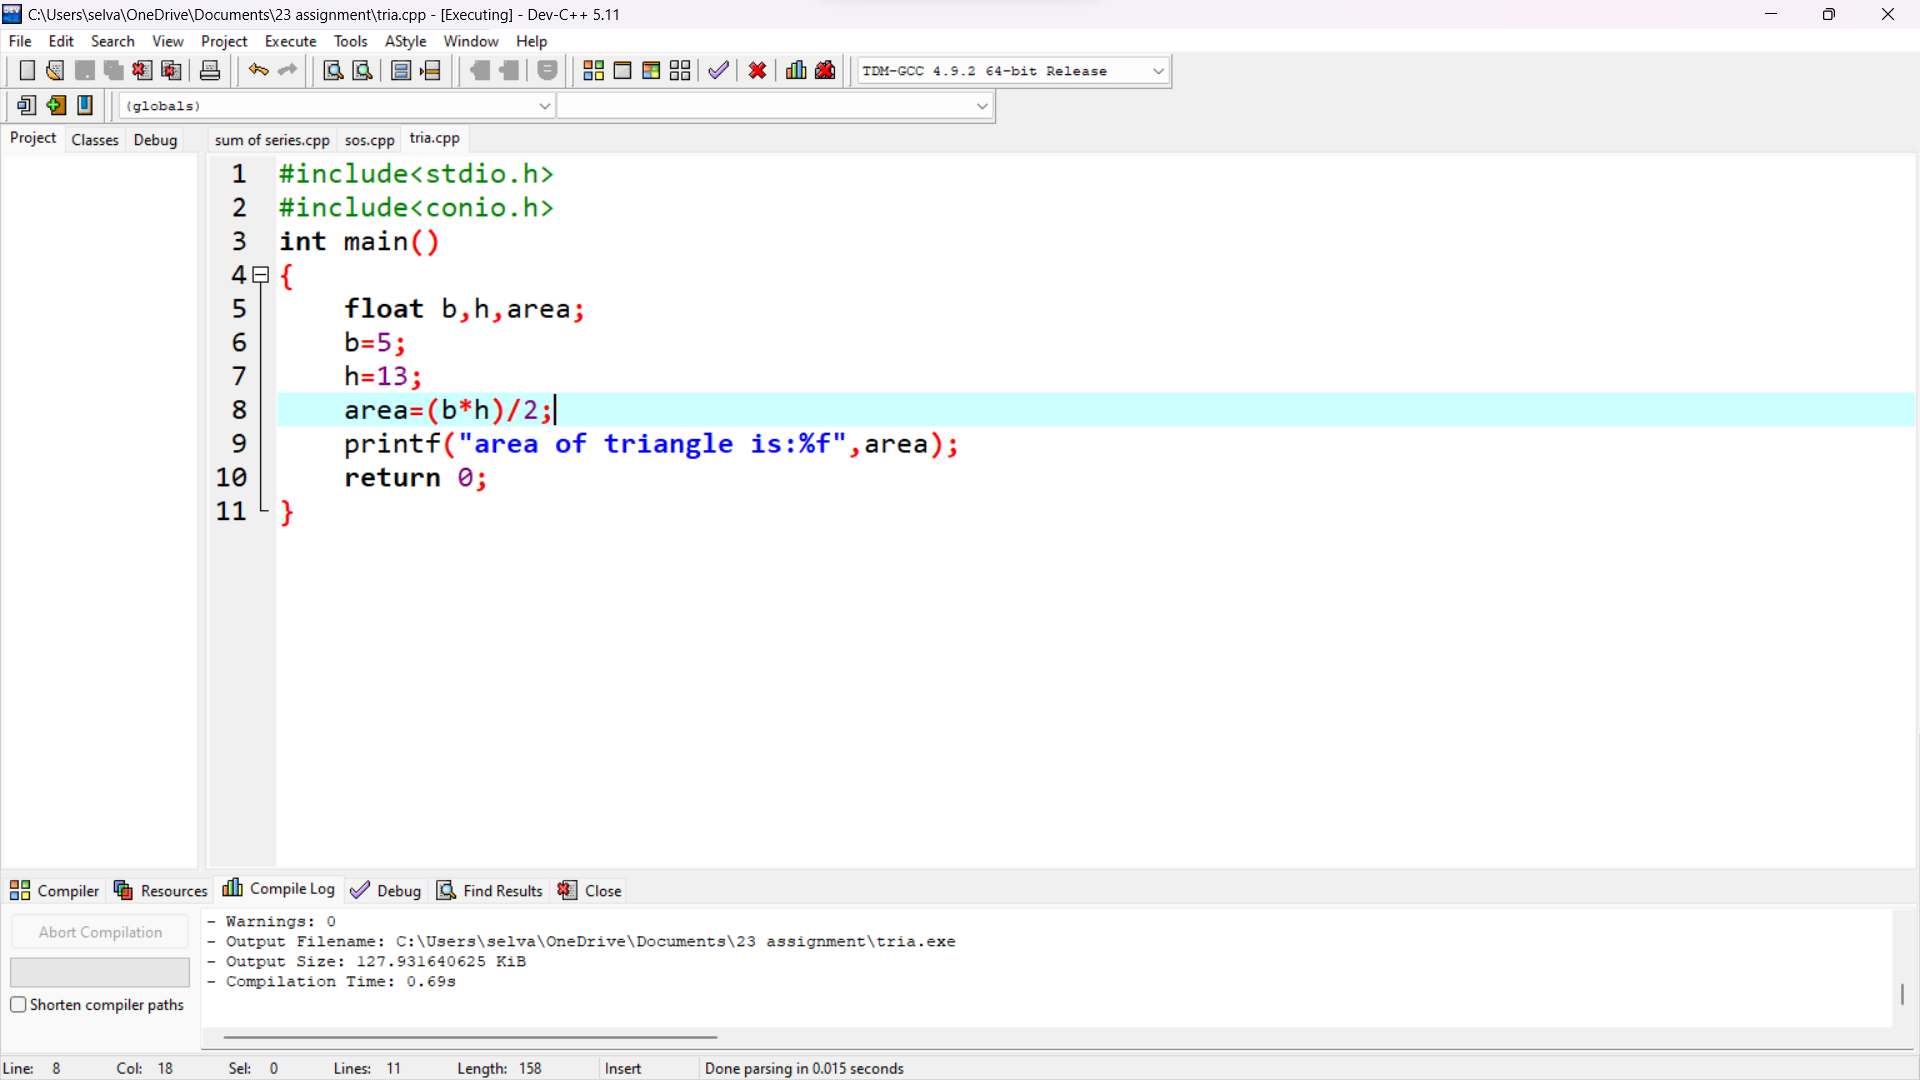 C:\Users\selva\OneDrive\Documents\23 assignment\tria.cpp - [Executing] - Dev-C++ 5.11
File Edit Search View Project Execute Tools AStyle Window Help
TDM-GCC 4.9.2 64-bit Release
(globals)
Project Classes Debug sum of series.cpp sos.cpp tria.cpp
1 #include<stdio.h>
2 #include<conio.h>
3 int main()
4 {
5 float b,h,area;
6 b=5;
7 h=13;
8 area=(b*h)/2;
9 printf("area of triangle is:%f",area);
10 return 0;
11 }
Compiler Resources Compile Log Debug Find Results Close
Abort Compilation
Shorten compiler paths
- Warnings: 0
- Output Filename: C:\Users\selva\OneDrive\Documents\23 assignment\tria.exe
- Output Size: 127.931640625 KiB
- Compilation Time: 0.69s
Line: 8 Col: 18 Sel: 0 Lines: 11 Length: 158 Insert Done parsing in 0.015 seconds